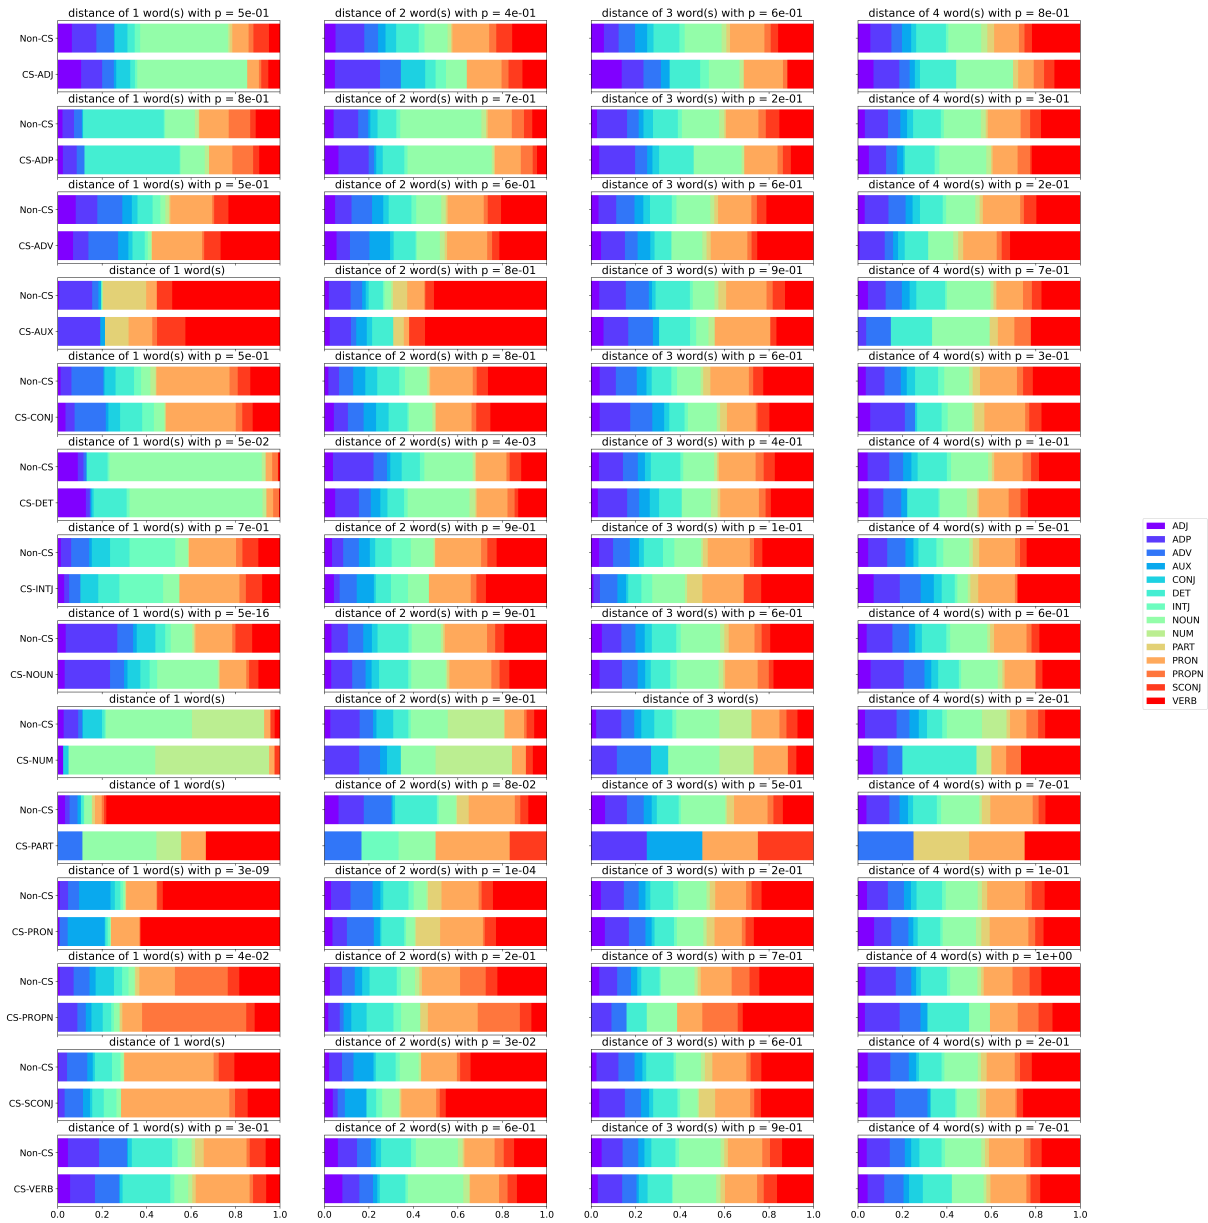 distance of 1 word(s) with p = 5e-01 distance of 2 word(s) with p = 4e-01 distance of 3 word(s) with p = 6e-01 distance of 4 word(s) with p = 8e-01
Non-CS
CS-ADJ
distance of 1 word(s) with p = 8e-01 distance of 2 word(s) with p = 7e-01 distance of 3 word(s) with p = 2e-01 distance of 4 word(s) with p = 3e-01
Non-CS
CS-ADP
distance of 1 word(s) with p = 5e-01 distance of 2 word(s) with p = 6e-01 distance of 3 word(s) with p = 6e-01 distance of 4 word(s) with p = 2e-01
Non-CS
CS-ADV
distance of 1 word(s) distance of 2 word(s) with p = 8e-01 distance of 3 word(s) with p = 9e-01 distance of 4 word(s) with p = 7e-01
Non-CS
CS-AUX
distance of 1 word(s) with p = 5e-01 distance of 2 word(s) with p = 8e-01 distance of 3 word(s) with p = 6e-01 distance of 4 word(s) with p = 3e-01
Non-CS
CS-CONJ
distance of 1 word(s) with p = 5e-02 distance of 2 word(s) with p = 4e-03 distance of 3 word(s) with p = 4e-01 distance of 4 word(s) with p = 1e-01
Non-CS
CS-DET
distance of 1 word(s) with p = 7e-01 distance of 2 word(s) with p = 9e-01 distance of 3 word(s) with p = 1e-01 distance of 4 word(s) with p = 5e-01
Non-CS
CS-INTJ
distance of 1 word(s) with p = 5e-16 distance of 2 word(s) with p = 9e-01 distance of 3 word(s) with p = 6e-01 distance of 4 word(s) with p = 6e-01
Non-CS
CS-NOUN
distance of 1 word(s) distance of 2 word(s) with p = 9e-01 distance of 3 word(s) distance of 4 word(s) with p = 2e-01
Non-CS
CS-NUM
distance of 1 word(s) distance of 2 word(s) with p = 8e-02 distance of 3 word(s) with p = 5e-01 distance of 4 word(s) with p = 7e-01
Non-CS
CS-PART
distance of 1 word(s) with p = 3e-09 distance of 2 word(s) with p = 1e-04 distance of 3 word(s) with p = 2e-01 distance of 4 word(s) with p = 1e-01
Non-CS
CS-PRON
distance of 1 word(s) with p = 4e-02 distance of 2 word(s) with p = 2e-01 distance of 3 word(s) with p = 7e-01 distance of 4 word(s) with p = 1e+00
Non-CS
CS-PROPN
distance of 1 word(s) distance of 2 word(s) with p = 3e-02 distance of 3 word(s) with p = 6e-01 distance of 4 word(s) with p = 2e-01
Non-CS
CS-SCONJ
distance of 1 word(s) with p = 3e-01 distance of 2 word(s) with p = 6e-01 distance of 3 word(s) with p = 9e-01 distance of 4 word(s) with p = 7e-01
Non-CS
CS-VERB
0.0 0.2 0.4 0.6 0.8 1.0 0.0 0.2 0.4 0.6 0.8 1.0 0.0 0.2 0.4 0.6 0.8 1.0 0.0 0.2 0.4 0.6 0.8 1.0
ADJ
ADP
ADV
AUX
CONJ
DET
INTJ
NOUN
NUM
PART
PRON
PROPN
SCONJ
VERB